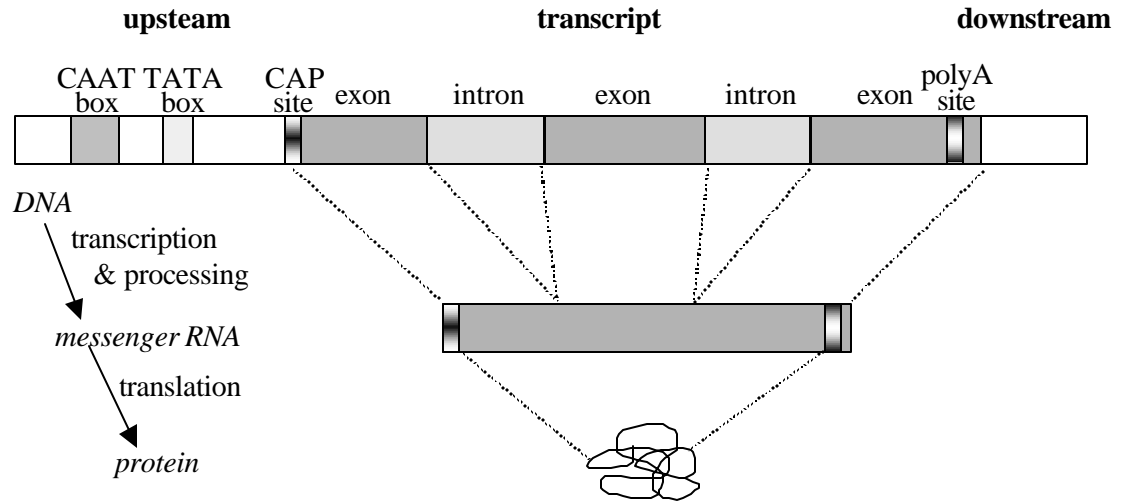 upsteam transcript downstream
CAAT TATA CAP polyA
box box site exon intron exon intron exon site
DNA
transcription
& processing
messenger RNA
translation
protein